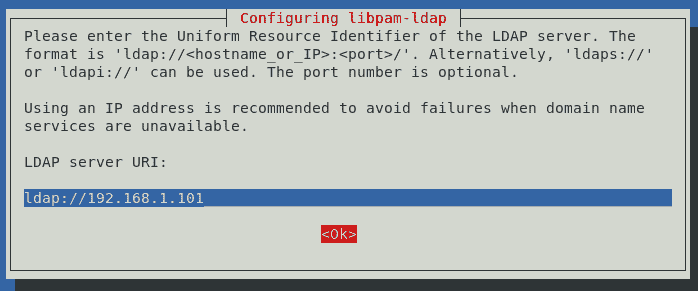 Configuring libpam-ldap
Please enter the Uniform Resource Identifier of the LDAP server. The
format is 'ldap://<hostname_or_IP>:<port>/'. Alternatively, 'ldaps://'
or 'ldapi://' can be used. The port number is optional.
Using an IP address is recommended to avoid failures when domain name
services are unavailable.
LDAP server URI:
ldap://192.168.1.101
<Ok>